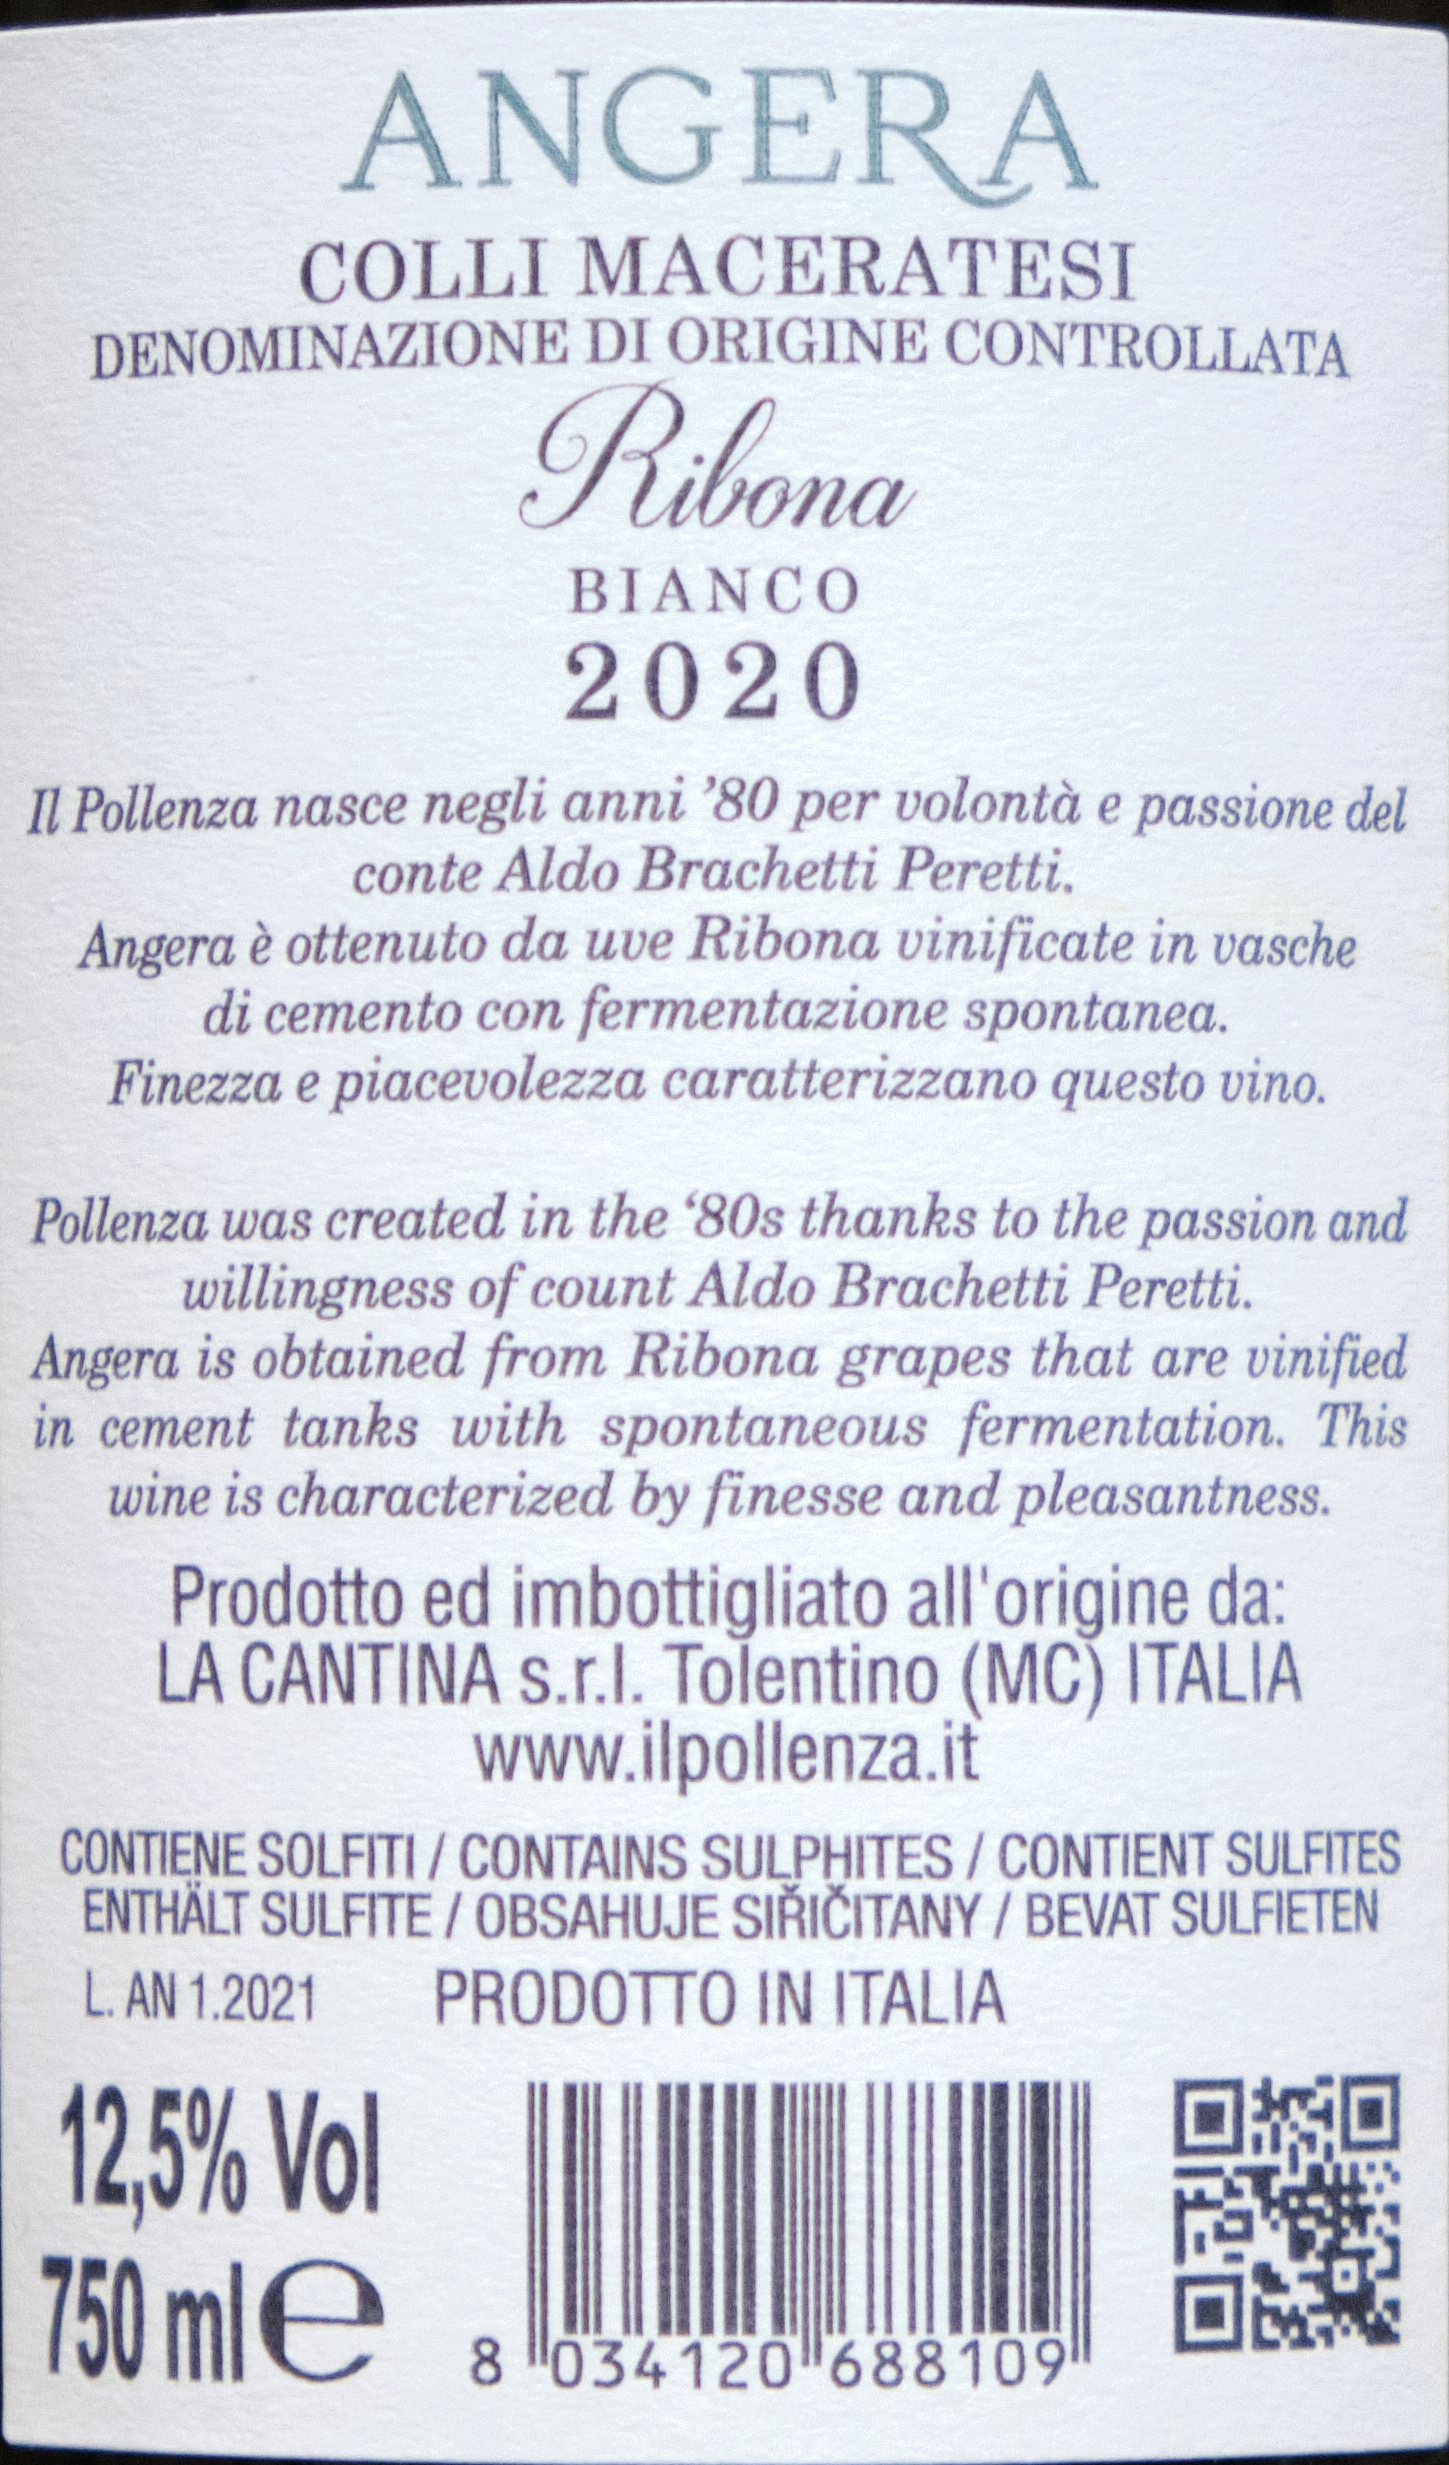 ANGERA
COLLI MACERATESI
DENOMINAZIONE DI ORIGINE CONTROLLATA
Ribona
BIANCO
2020
Il Pollenza nasce negli anni ’80 per volontà e passione del
conte Aldo Brachetti Peretti.
Angera è ottenuto da uve Ribona vinificate in vasche
di cemento con fermentazione spontanea.
Finezza e piacevolezza caratterizzano questo vino.
Pollenza was created in the ‘80s thanks to the passion and
willingness of count Aldo Brachetti Peretti.
Angera is obtained from Ribona grapes that are vinified
in cement tanks with spontaneous fermentation. This
wine is characterized by finesse and pleasantness.
Prodotto ed imbottigliato all'origine da:
LA CANTINA s.r.l. Tolentino (MC) ITALIA
www.ilpollenza.it
CONTIENE SOLFITI / CONTAINS SULPHITES / CONTIENT SULFITES
ENTHÄLT SULFITE / OBSAHUJE SIŘIČITANY / BEVAT SULFIETEN
L. AN 1.2021 PRODOTTO IN ITALIA
12,5% Vol
750 ml e
8 034120 688109